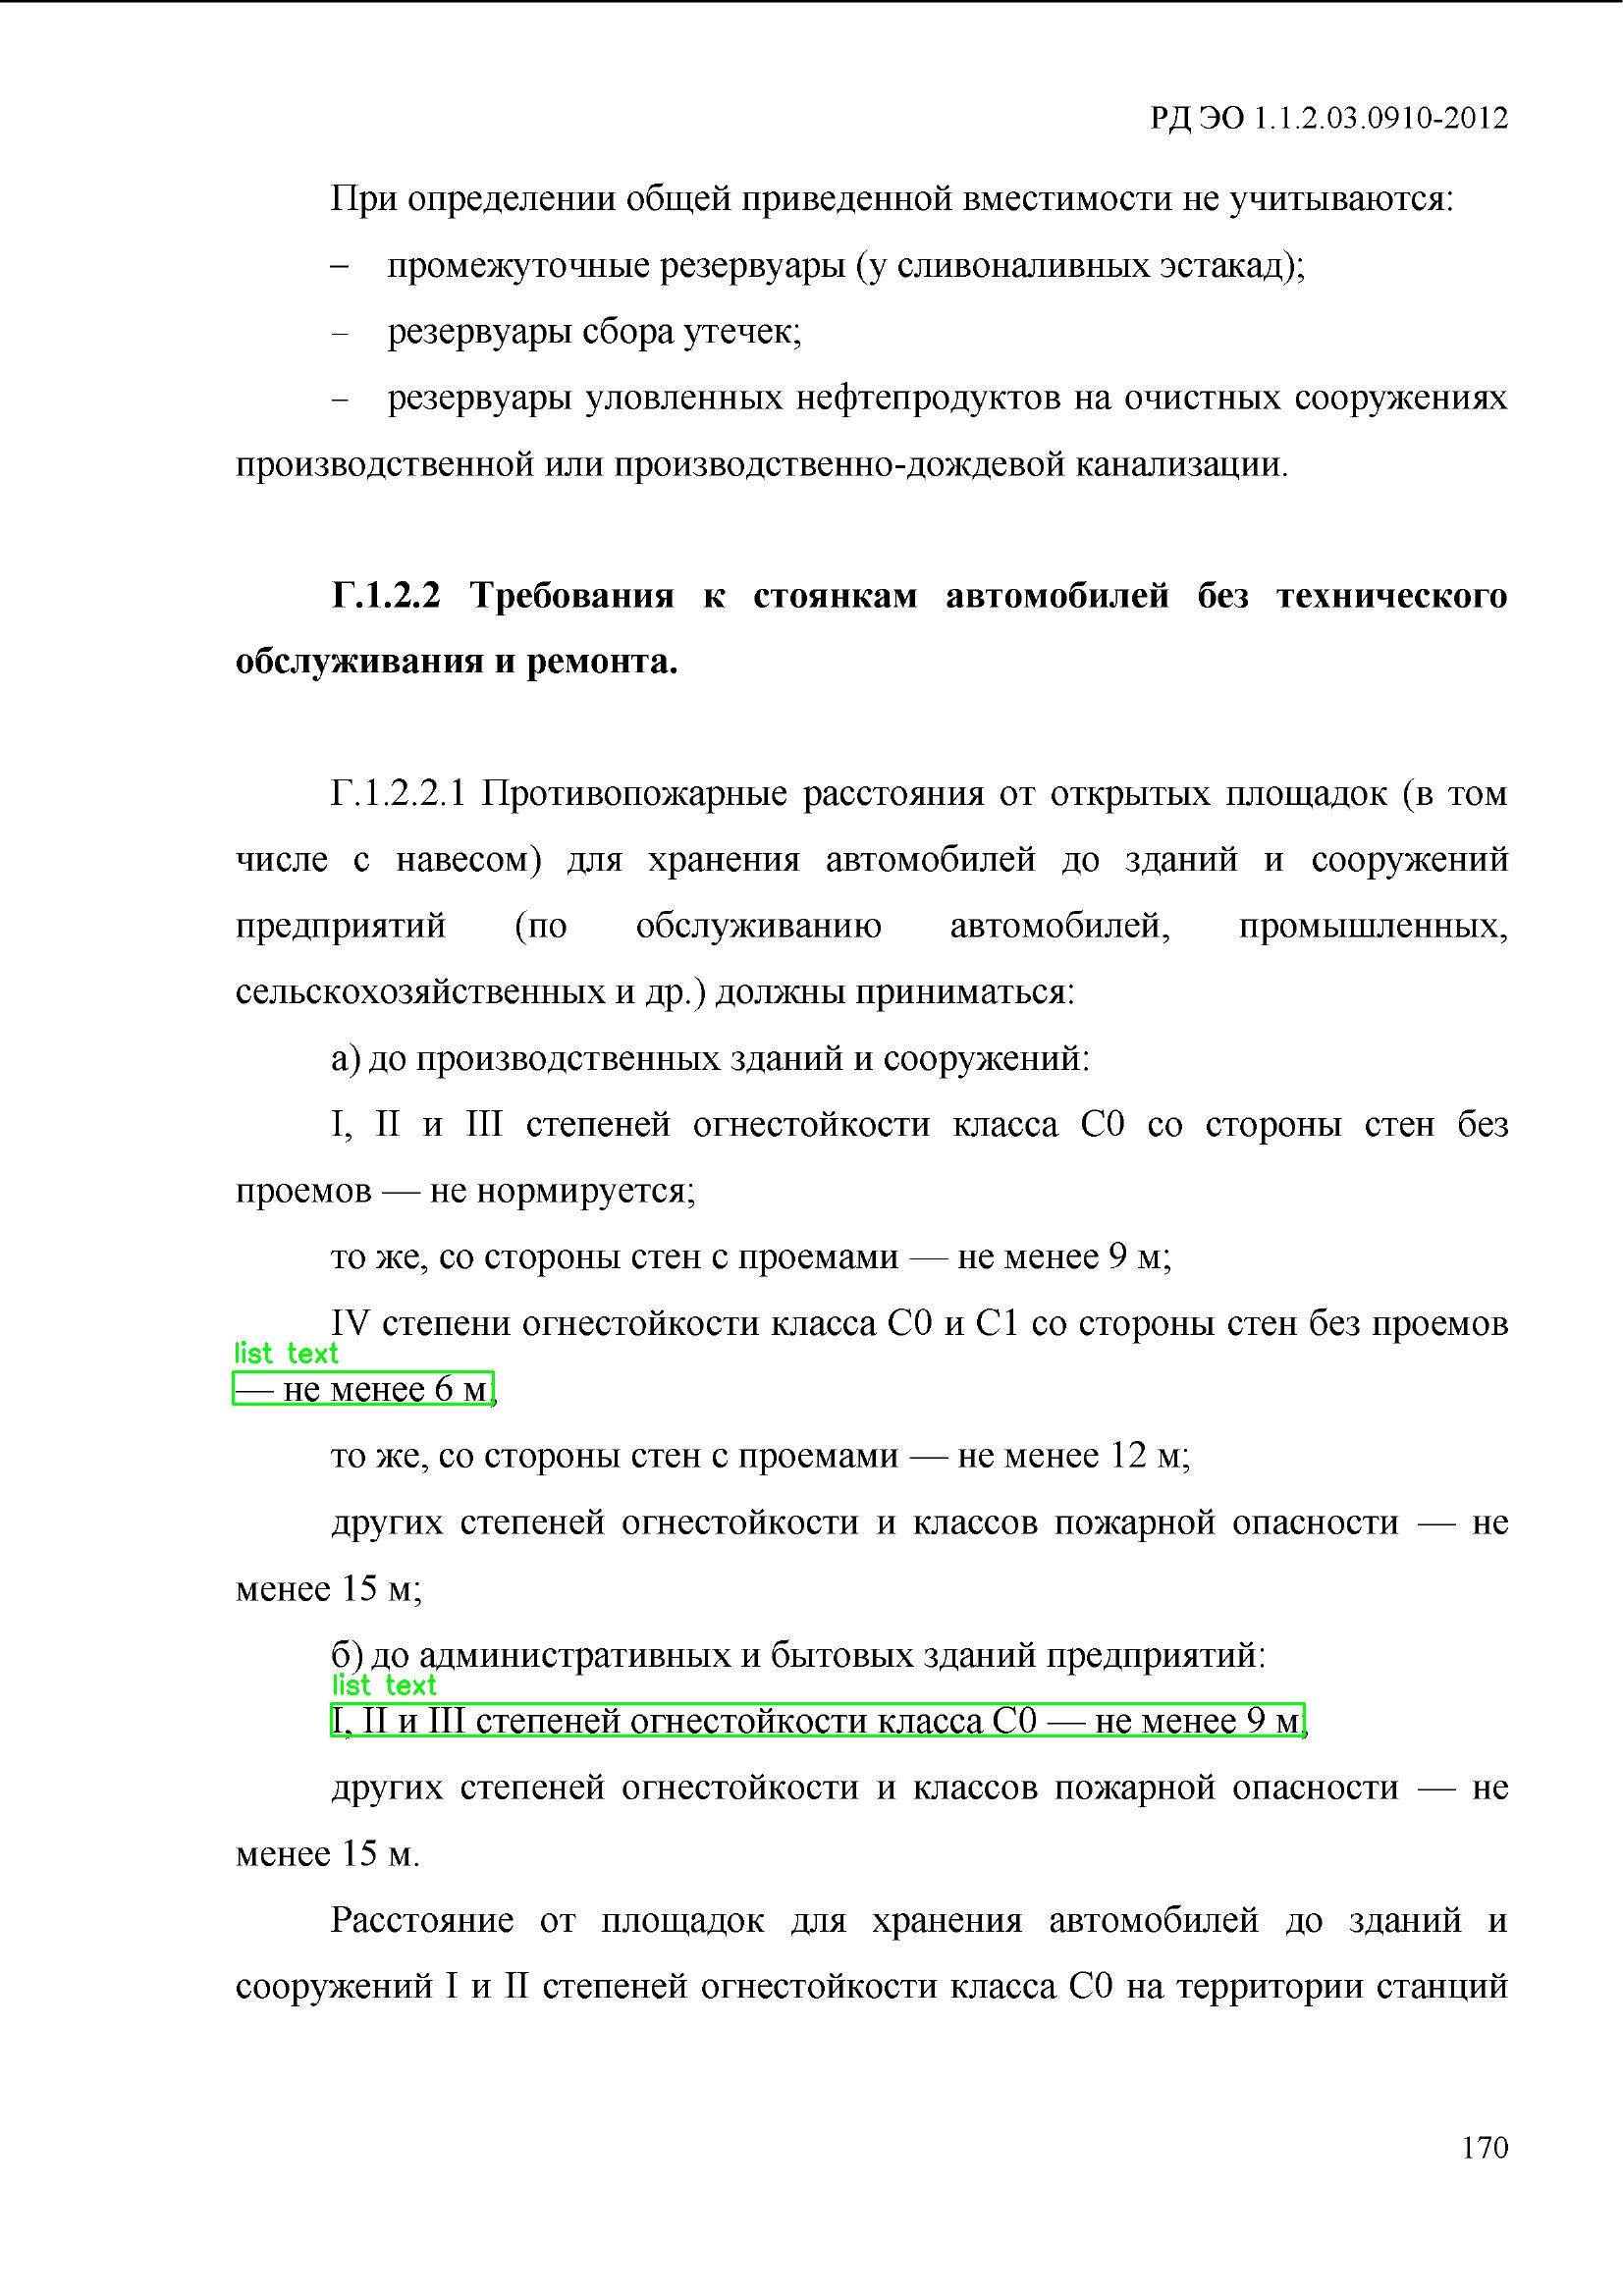 РД ЭО 1.1.2.03.0910-2012
При определении общей приведенной вместимости не учитываются:
– промежуточные резервуары (у сливоналивных эстакад);
– резервуары сбора утечек;
– резервуары уловленных нефтепродуктов на очистных сооружениях
производственной или производственно-дождевой канализации.
Г.1.2.2 Требования к стоянкам автомобилей без технического
обслуживания и ремонта.
Г.1.2.2.1 Противопожарные расстояния от открытых площадок (в том
числе с навесом) для хранения автомобилей до зданий и сооружений
предприятий (по обслуживанию автомобилей, промышленных,
сельскохозяйственных и др.) должны приниматься:
а) до производственных зданий и сооружений:
I, II и III степеней огнестойкости класса С0 со стороны стен без
проемов — не нормируется;
то же, со стороны стен с проемами — не менее 9 м;
IV степени огнестойкости класса С0 и С1 со стороны стен без проемов
list text
— не менее 6 м;
то же, со стороны стен с проемами — не менее 12 м;
других степеней огнестойкости и классов пожарной опасности — не
менее 15 м;
б) до административных и бытовых зданий предприятий:
list text
I, II и III степеней огнестойкости класса С0 — не менее 9 м;
других степеней огнестойкости и классов пожарной опасности — не
менее 15 м.
Расстояние от площадок для хранения автомобилей до зданий и
сооружений I и II степеней огнестойкости класса С0 на территории станций
170